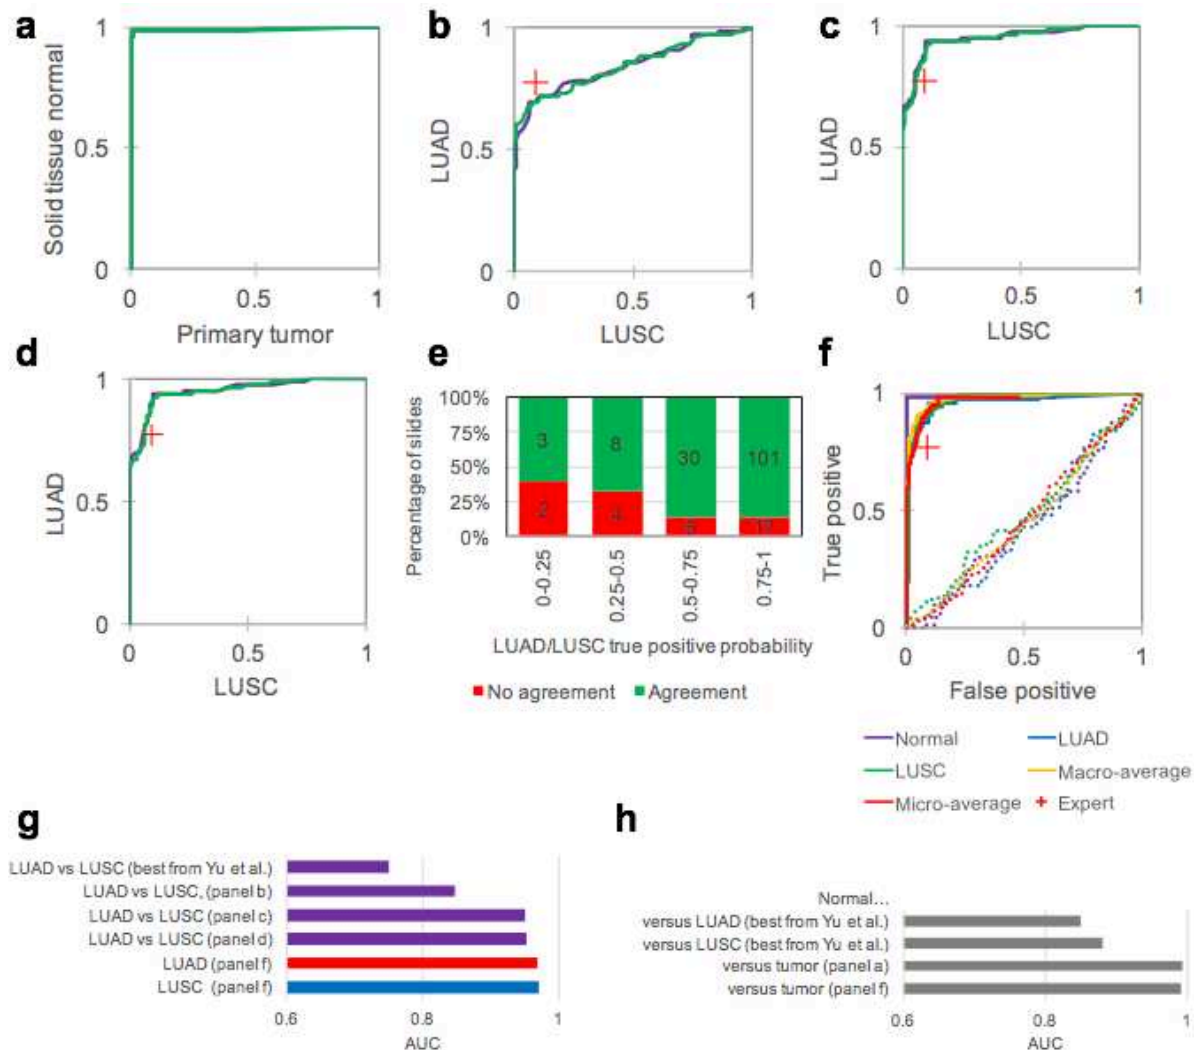 a
Solid tissue normal
1
0.5
0
0
0.5
1
Primary tumor
b
LUAD
1
0.5
0
0
0.5
1
LUSC
c
LUAD
1
0.5
0
0
0.5
1
LUSC
d
LUAD
1
0.5
0
0
0.5
1
LUSC
e
Percentage of slides
100%
75%
50%
25%
0%
3
8
30
101
2
4
0-0.25
0.25-0.5
0.5-0.75
0.75-1
LUAD/LUSC true positive probability
No agreement
Agreement
f
True positive
1
0.5
0
0
0.5
1
False positive
Normal
LUAD
LUSC
Macro-average
Micro-average
Expert
g
LUAD vs LUSC (best from Yu et al.)
LUAD vs LUSC, (panel b)
LUAD vs LUSC (panel c)
LUAD vs LUSC (panel d)
LUAD (panel f)
LUSC (panel f)
0.6
0.8
1
AUC
h
Normal...
versus LUAD (best from Yu et al.)
versus LUSC (best from Yu et al.)
versus tumor (panel a)
versus tumor (panel f)
0.6
0.8
1
AUC